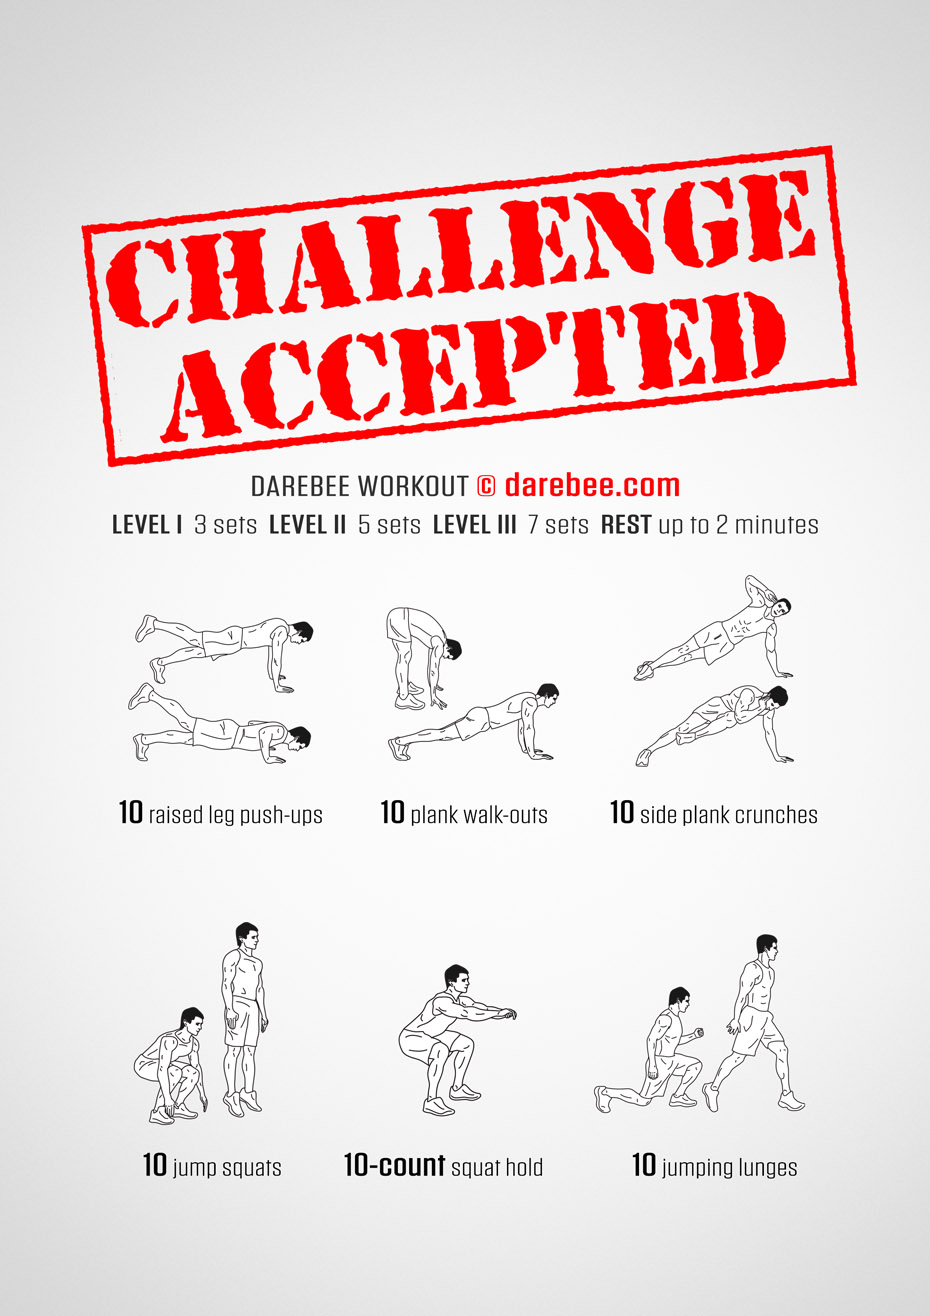 CHALLENGE
ACCEPTED
DAREBEE WORKOUT © darebee.com
LEVEL I 3 sets LEVEL II 5 sets LEVEL III 7 sets REST up to 2 minutes
10 raised leg push-ups
10 plank walk-outs
10 side plank crunches
10 jump squats
10-count squat hold
10 jumping lunges